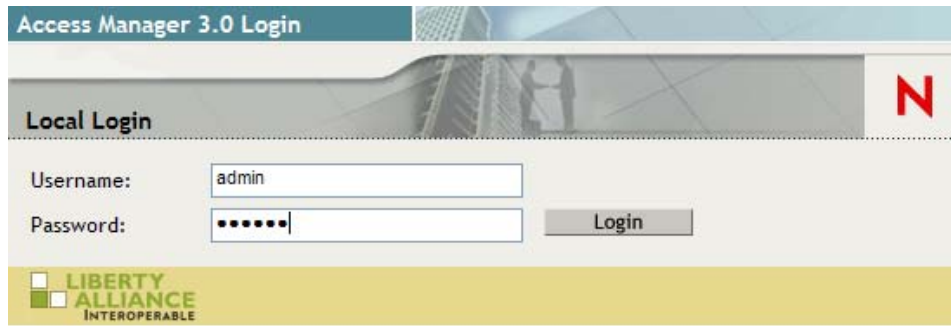 Access Manager 3.0 Login
N
Local Login
Username: admin
Password: ••••••
Login
LIBERTY
ALLIANCE
INTEROPERABLE